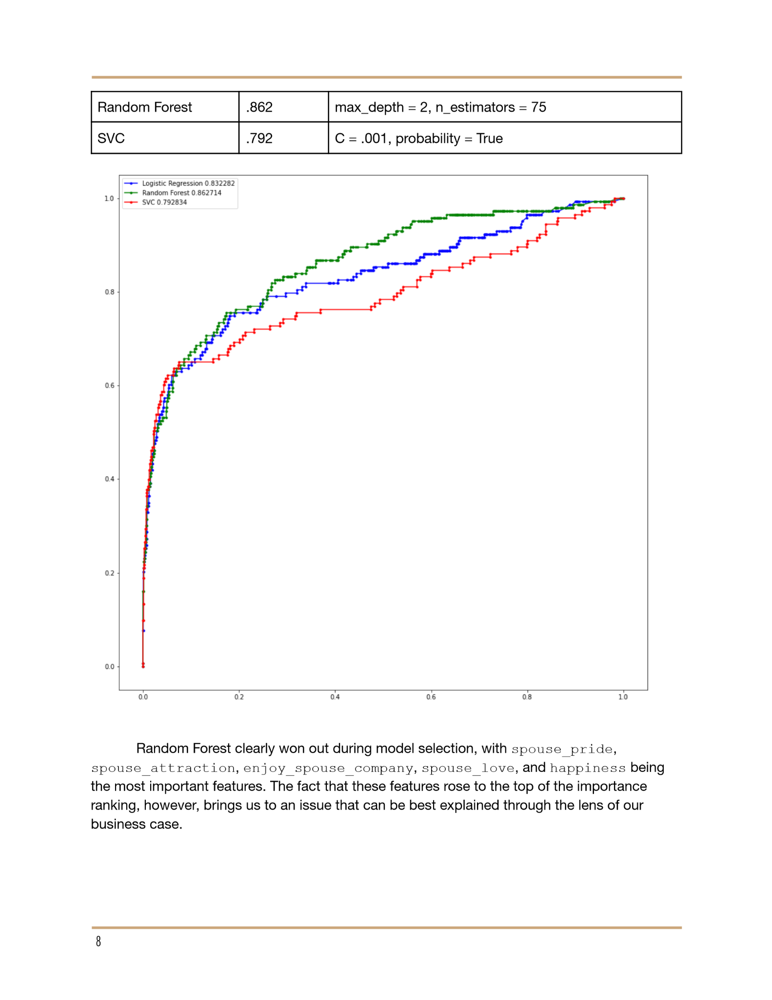 Random Forest .862 max_depth = 2, n_estimators = 75
SVC .792 C = .001, probability = True
Logistic Regression 0.832282
Random Forest 0.862714
SVC 0.792834
1.0
0.8
0.6
0.4
0.2
0.0
0.0 0.2 0.4 0.6 0.8 1.0
Random Forest clearly won out during model selection, with spouse_pride,
spouse_attraction, enjoy_spouse_company, spouse_love, and happiness being
the most important features. The fact that these features rose to the top of the importance
ranking, however, brings us to an issue that can be best explained through the lens of our
business case.
8